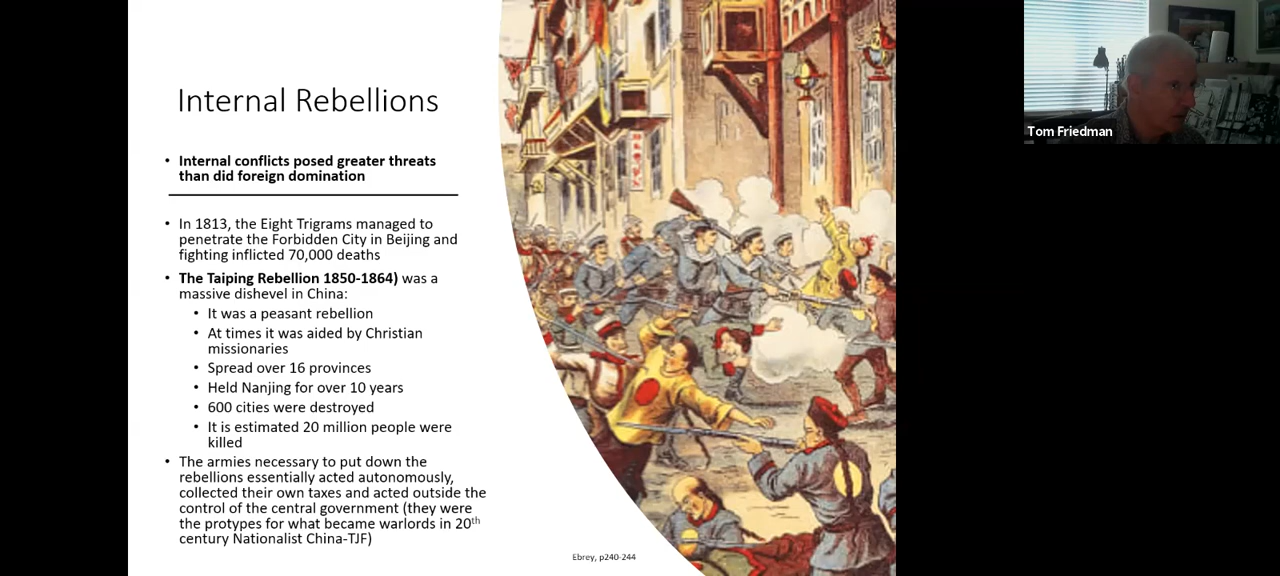 Internal Rebellions
• Internal conflicts posed greater threats
than did foreign domination
• In 1813, the Eight Trigrams managed to
penetrate the Forbidden City in Beijing and
fighting inflicted 70,000 deaths
• The Taiping Rebellion 1850-1864) was a
massive dishevel in China:
• It was a peasant rebellion
• At times it was aided by Christian
missionaries
• Spread over 16 provinces
• Held Nanjing for over 10 years
• 600 cities were destroyed
• It is estimated 20 million people were
killed
• The armies necessary to put down the
rebellions essentially acted autonomously,
collected their own taxes and acted outside the
control of the central government (they were
the protypes for what became warlords in 20th
century Nationalist China-TJF)
Ebrey, p240-244
Tom Friedman